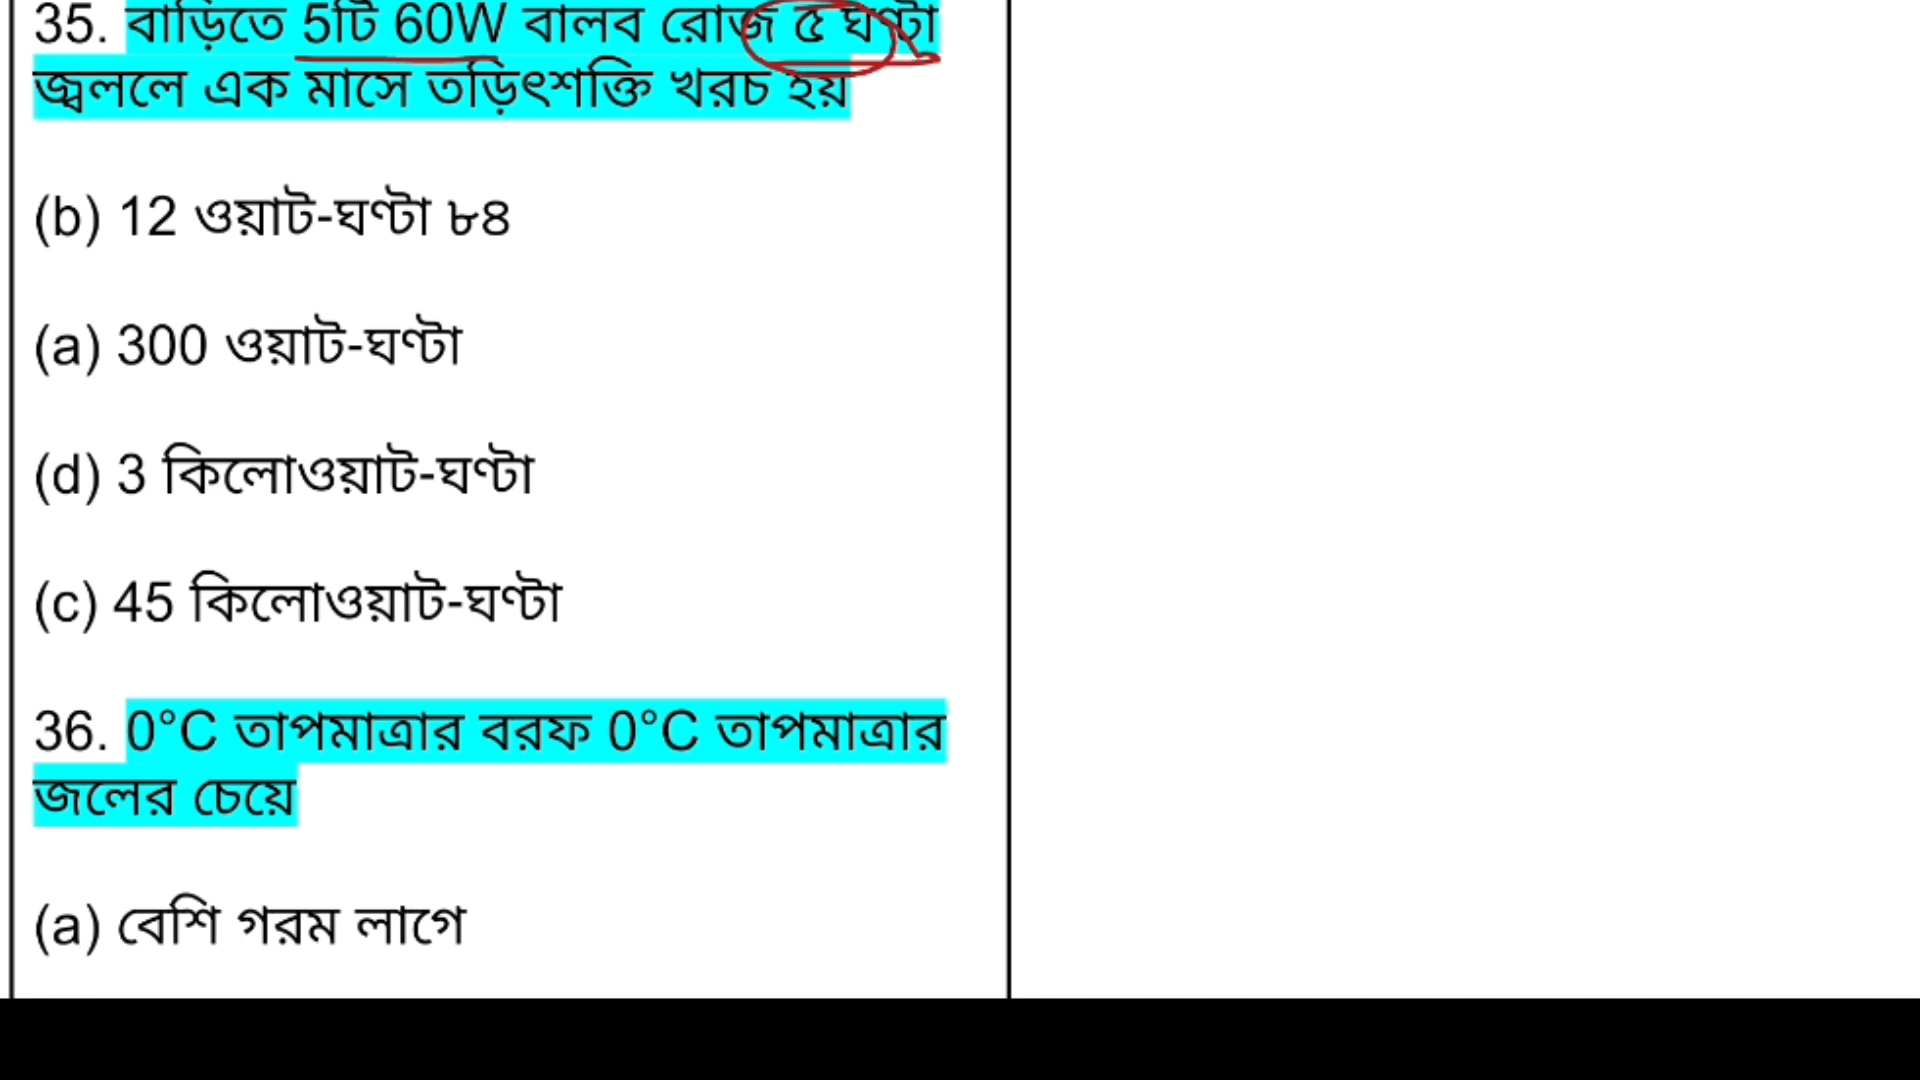 35. বাড়িতে 5টি 60W বালব রোজ ৫ ঘণ্টা
জ্বললে এক মাসে তড়িৎশক্তি খরচ হয়
(b) 12 ওয়াট-ঘণ্টা ৮৪
(a) 300 ওয়াট-ঘণ্টা
(d) 3 কিলোওয়াট-ঘণ্টা
(c) 45 কিলোওয়াট-ঘণ্টা
36. 0°C তাপমাত্রার বরফ 0°C তাপমাত্রার
জলের চেয়ে
(a) বেশি গরম লাগে